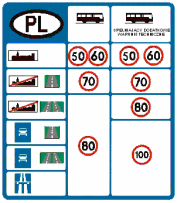 PL
SPEŁNIAJĄCY DODATKOWE
WARUNKI TECHNICZNE
50 60 50 60
70 70
80
80
100